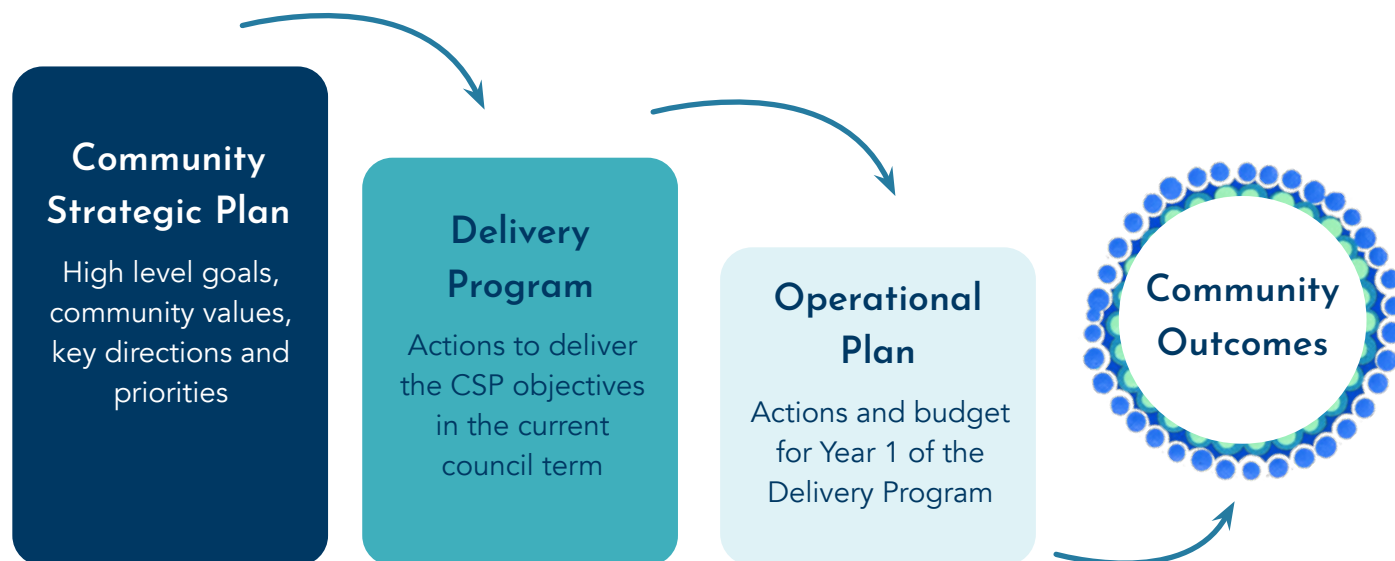 Community
Strategic Plan
High level goals,
community values,
key directions and
priorities
Delivery
Program
Actions to deliver
the CSP objectives
in the current
council term
Operational
Plan
Actions and budget
for Year 1 of the
Delivery Program
Community
Outcomes